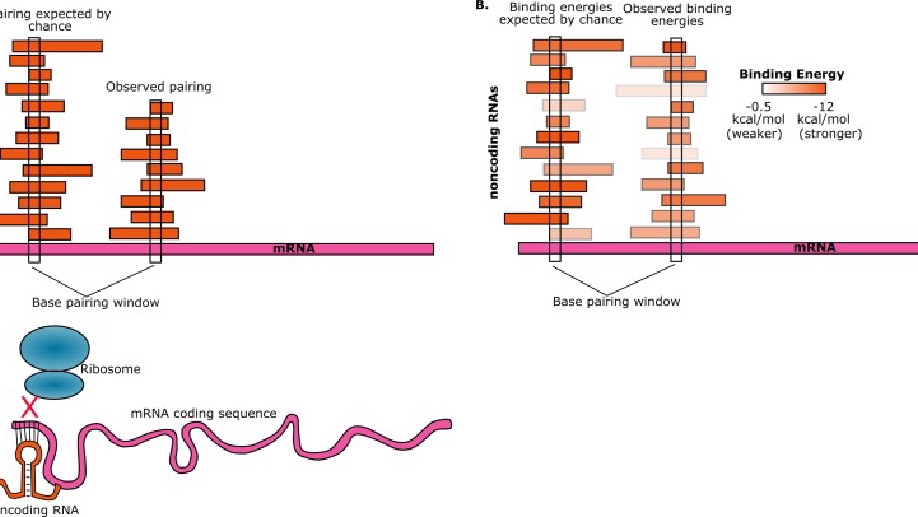 airing expected by
chance
Observed pairing
mRNA
Base pairing window
Ribosome
mRNA coding sequence
ncoding RNA
B.
Binding energies
expected by chance
Observed binding
energies
noncoding RNAs
Binding Energy
-0.5
kcal/mol
(weaker)
-12
kcal/mol
(stronger)
mRNA
Base pairing window